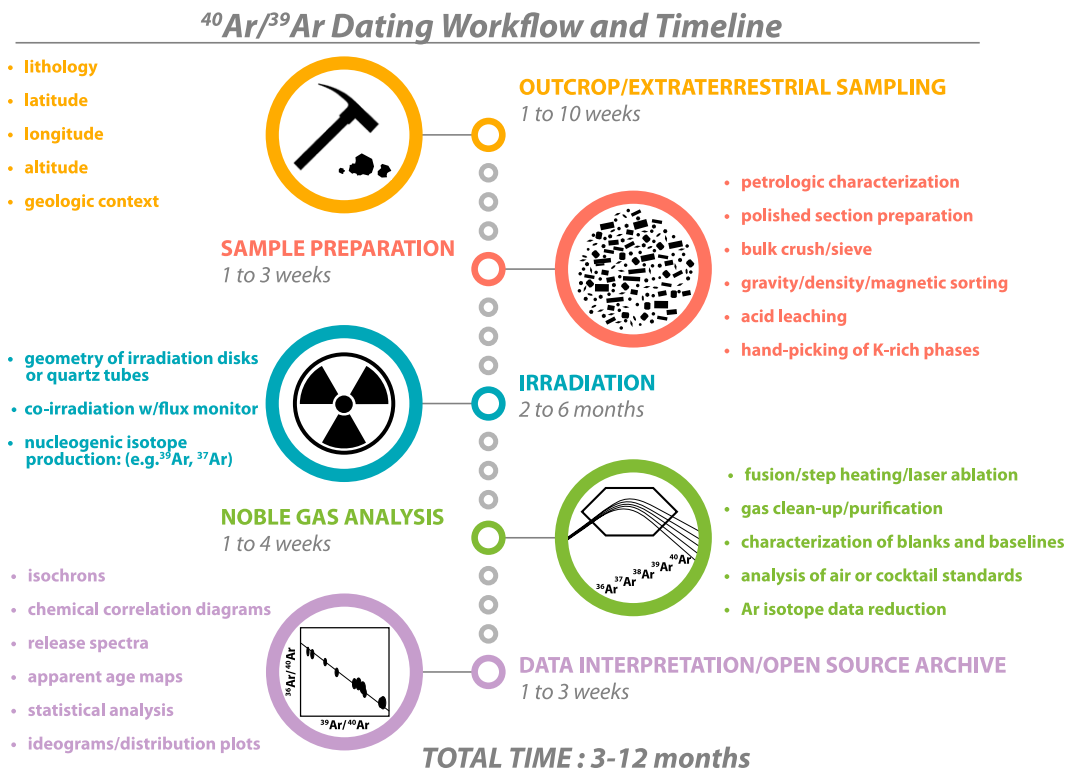 ⁴⁰Ar/³⁹Ar Dating Workflow and Timeline
• lithology
• latitude
• longitude
• altitude
• geologic context
OUTCROP/EXTRATERRESTRIAL SAMPLING
1 to 10 weeks
SAMPLE PREPARATION
1 to 3 weeks
• petrologic characterization
• polished section preparation
• bulk crush/sieve
• gravity/density/magnetic sorting
• acid leaching
• hand-picking of K-rich phases
• geometry of irradiation disks
or quartz tubes
• co-irradiation w/flux monitor
• nucleogenic isotope
production: (e.g.³⁹Ar, ³⁷Ar)
IRRADIATION
2 to 6 months
NOBLE GAS ANALYSIS
1 to 4 weeks
³⁶Ar ³⁷Ar ³⁸Ar ³⁹Ar ⁴⁰Ar
• fusion/step heating/laser ablation
• gas clean-up/purification
• characterization of blanks and baselines
• analysis of air or cocktail standards
• Ar isotope data reduction
• isochrons
• chemical correlation diagrams
• release spectra
• apparent age maps
• statistical analysis
• ideograms/distribution plots
³⁶Ar/⁴⁰Ar
³⁹Ar/⁴⁰Ar
DATA INTERPRETATION/OPEN SOURCE ARCHIVE
1 to 3 weeks
TOTAL TIME : 3-12 months